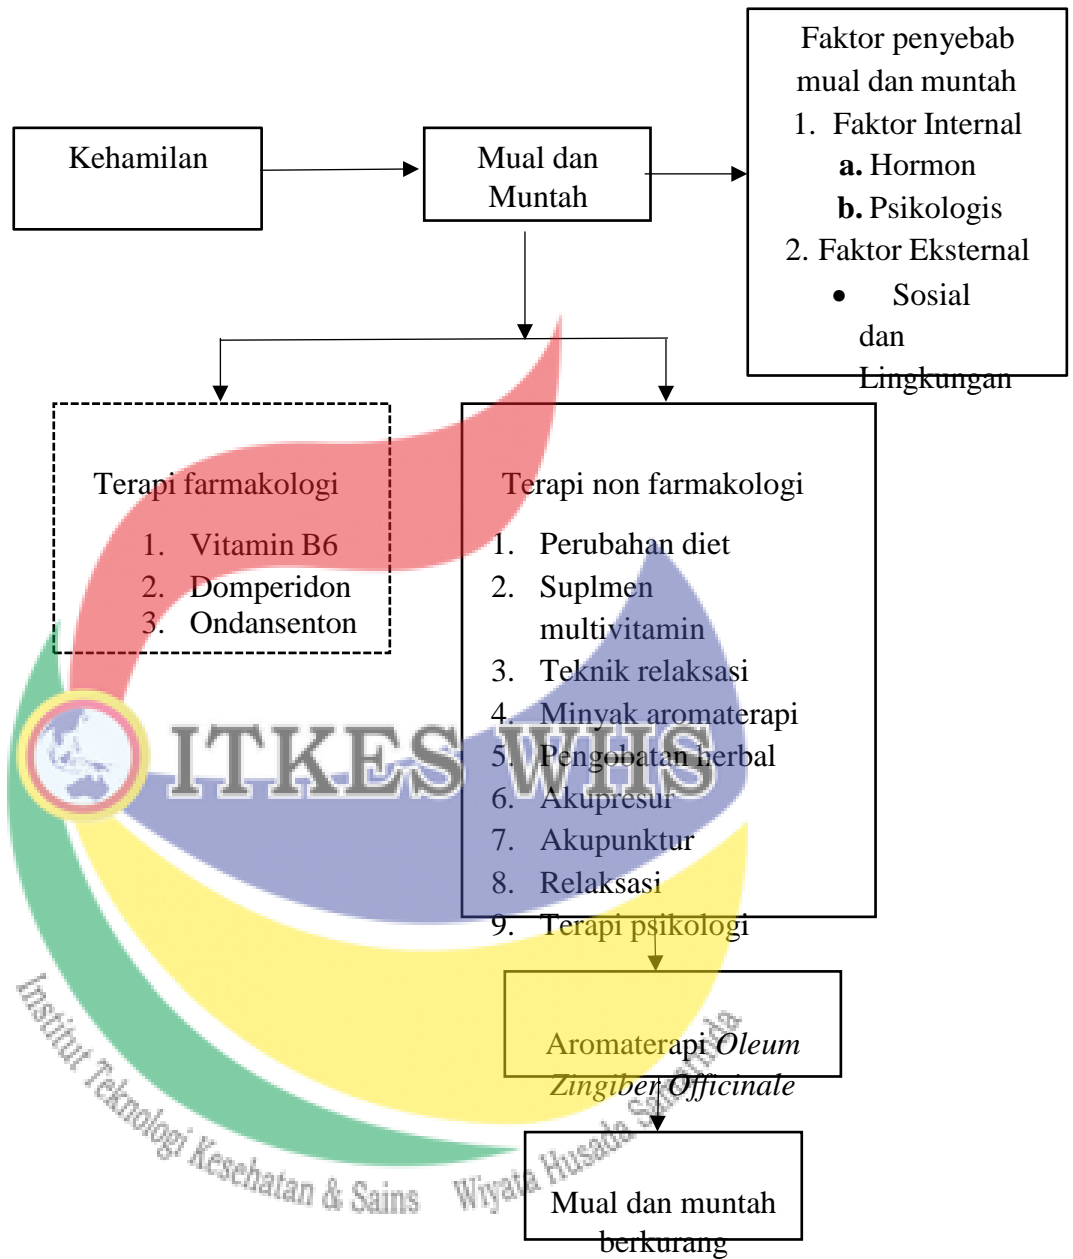 Kehamilan
Mual dan
Muntah
Faktor penyebab
mual dan muntah
1. Faktor Internal
a. Hormon
b. Psikologis
2. Faktor Eksternal
• Sosial
dan
Lingkungan
Terapi farmakologi
1. Vitamin B6
2. Domperidon
3. Ondansenton
Terapi non farmakologi
1. Perubahan diet
2. Suplmen
multivitamin
3. Teknik relaksasi
4. Minyak aromaterapi
5. Pengobatan herbal
6. Akupresur
7. Akupunktur
8. Relaksasi
9. Terapi psikologi
ITKES WHS
Aromaterapi Oleum
Zingiber Officinale
Mual dan muntah
berkurang
Institut Teknologi Kesehatan & Sains Wiyata Husada Samarinda